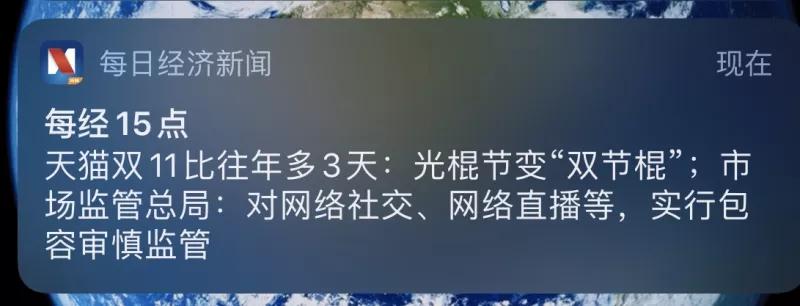 每日经济新闻
现在
每经15点
天猫双11比往年多3天：光棍节变“双节棍”；市
场监管总局：对网络社交、网络直播等，实行包
容审慎监管